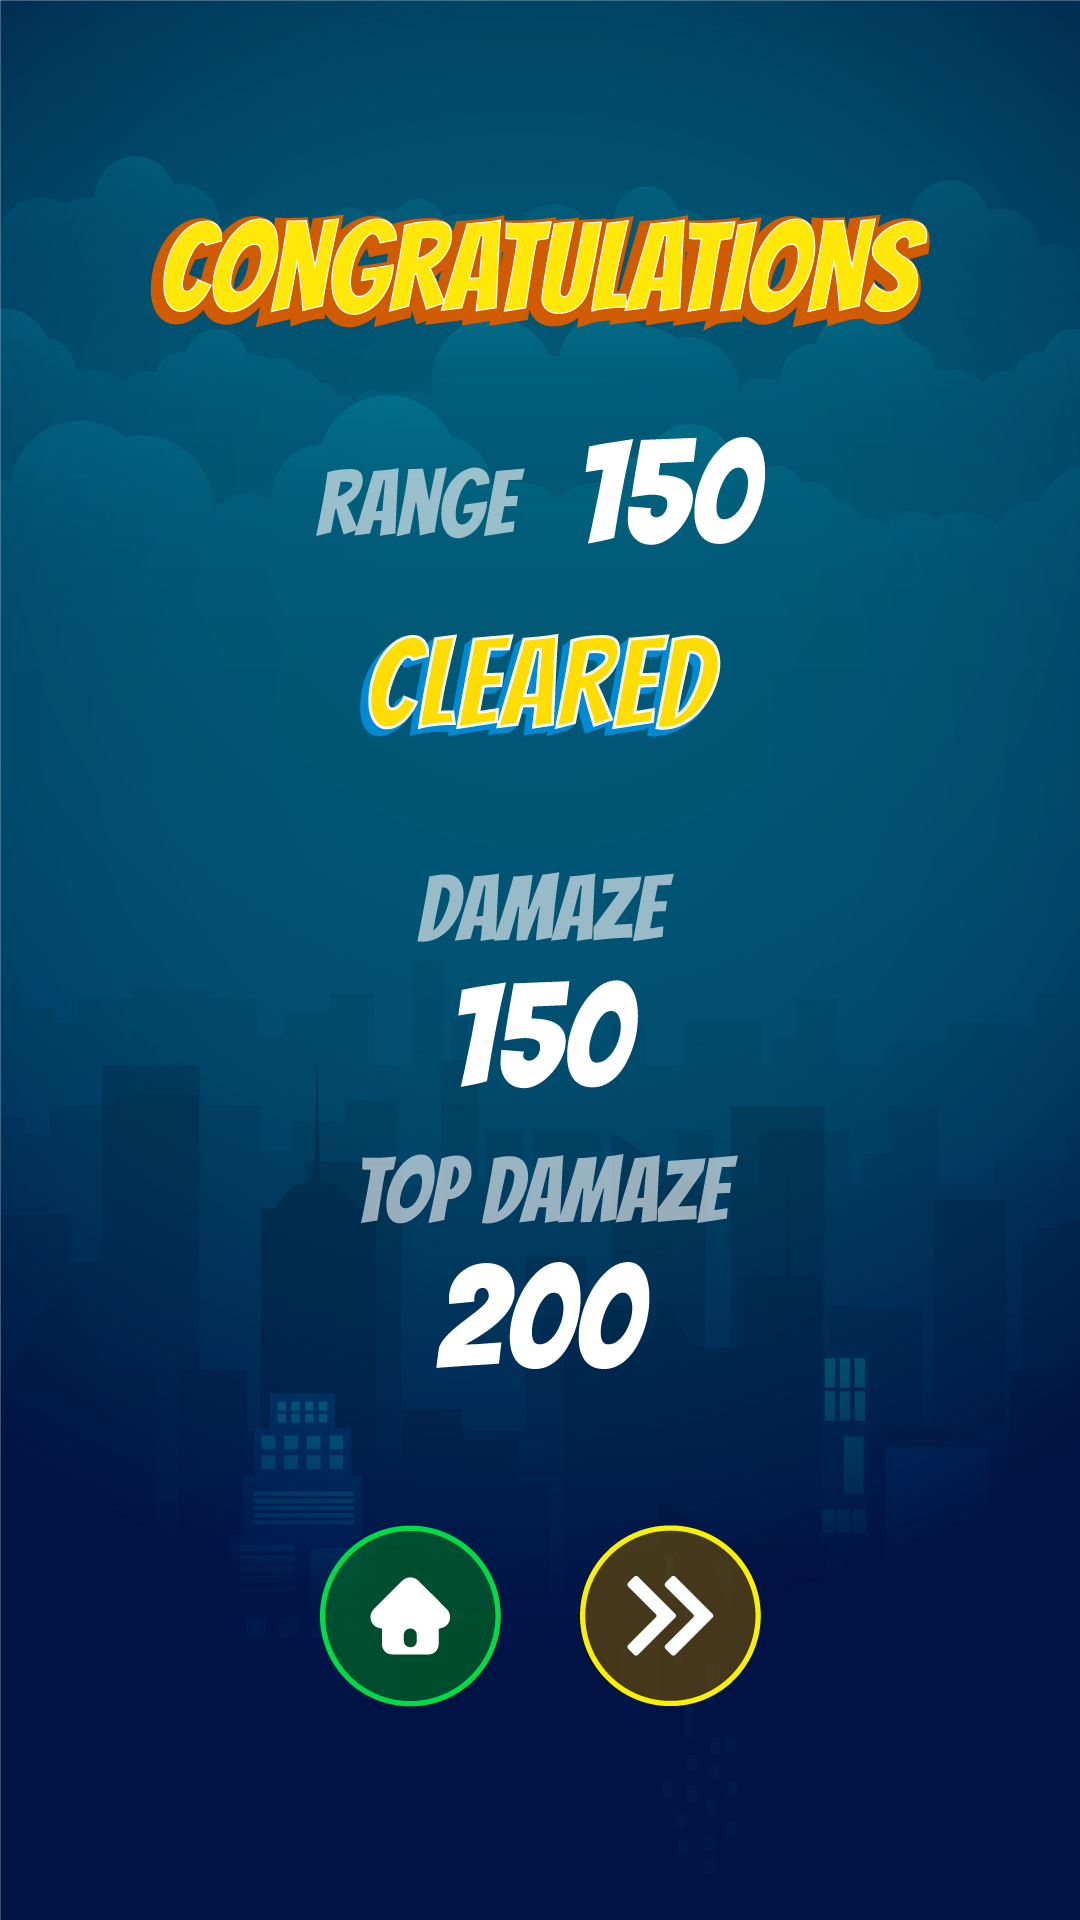 CONGRATULATIONS
RANGE 150
CLEARED
DAMAZE
150
TOP DAMAZE
200